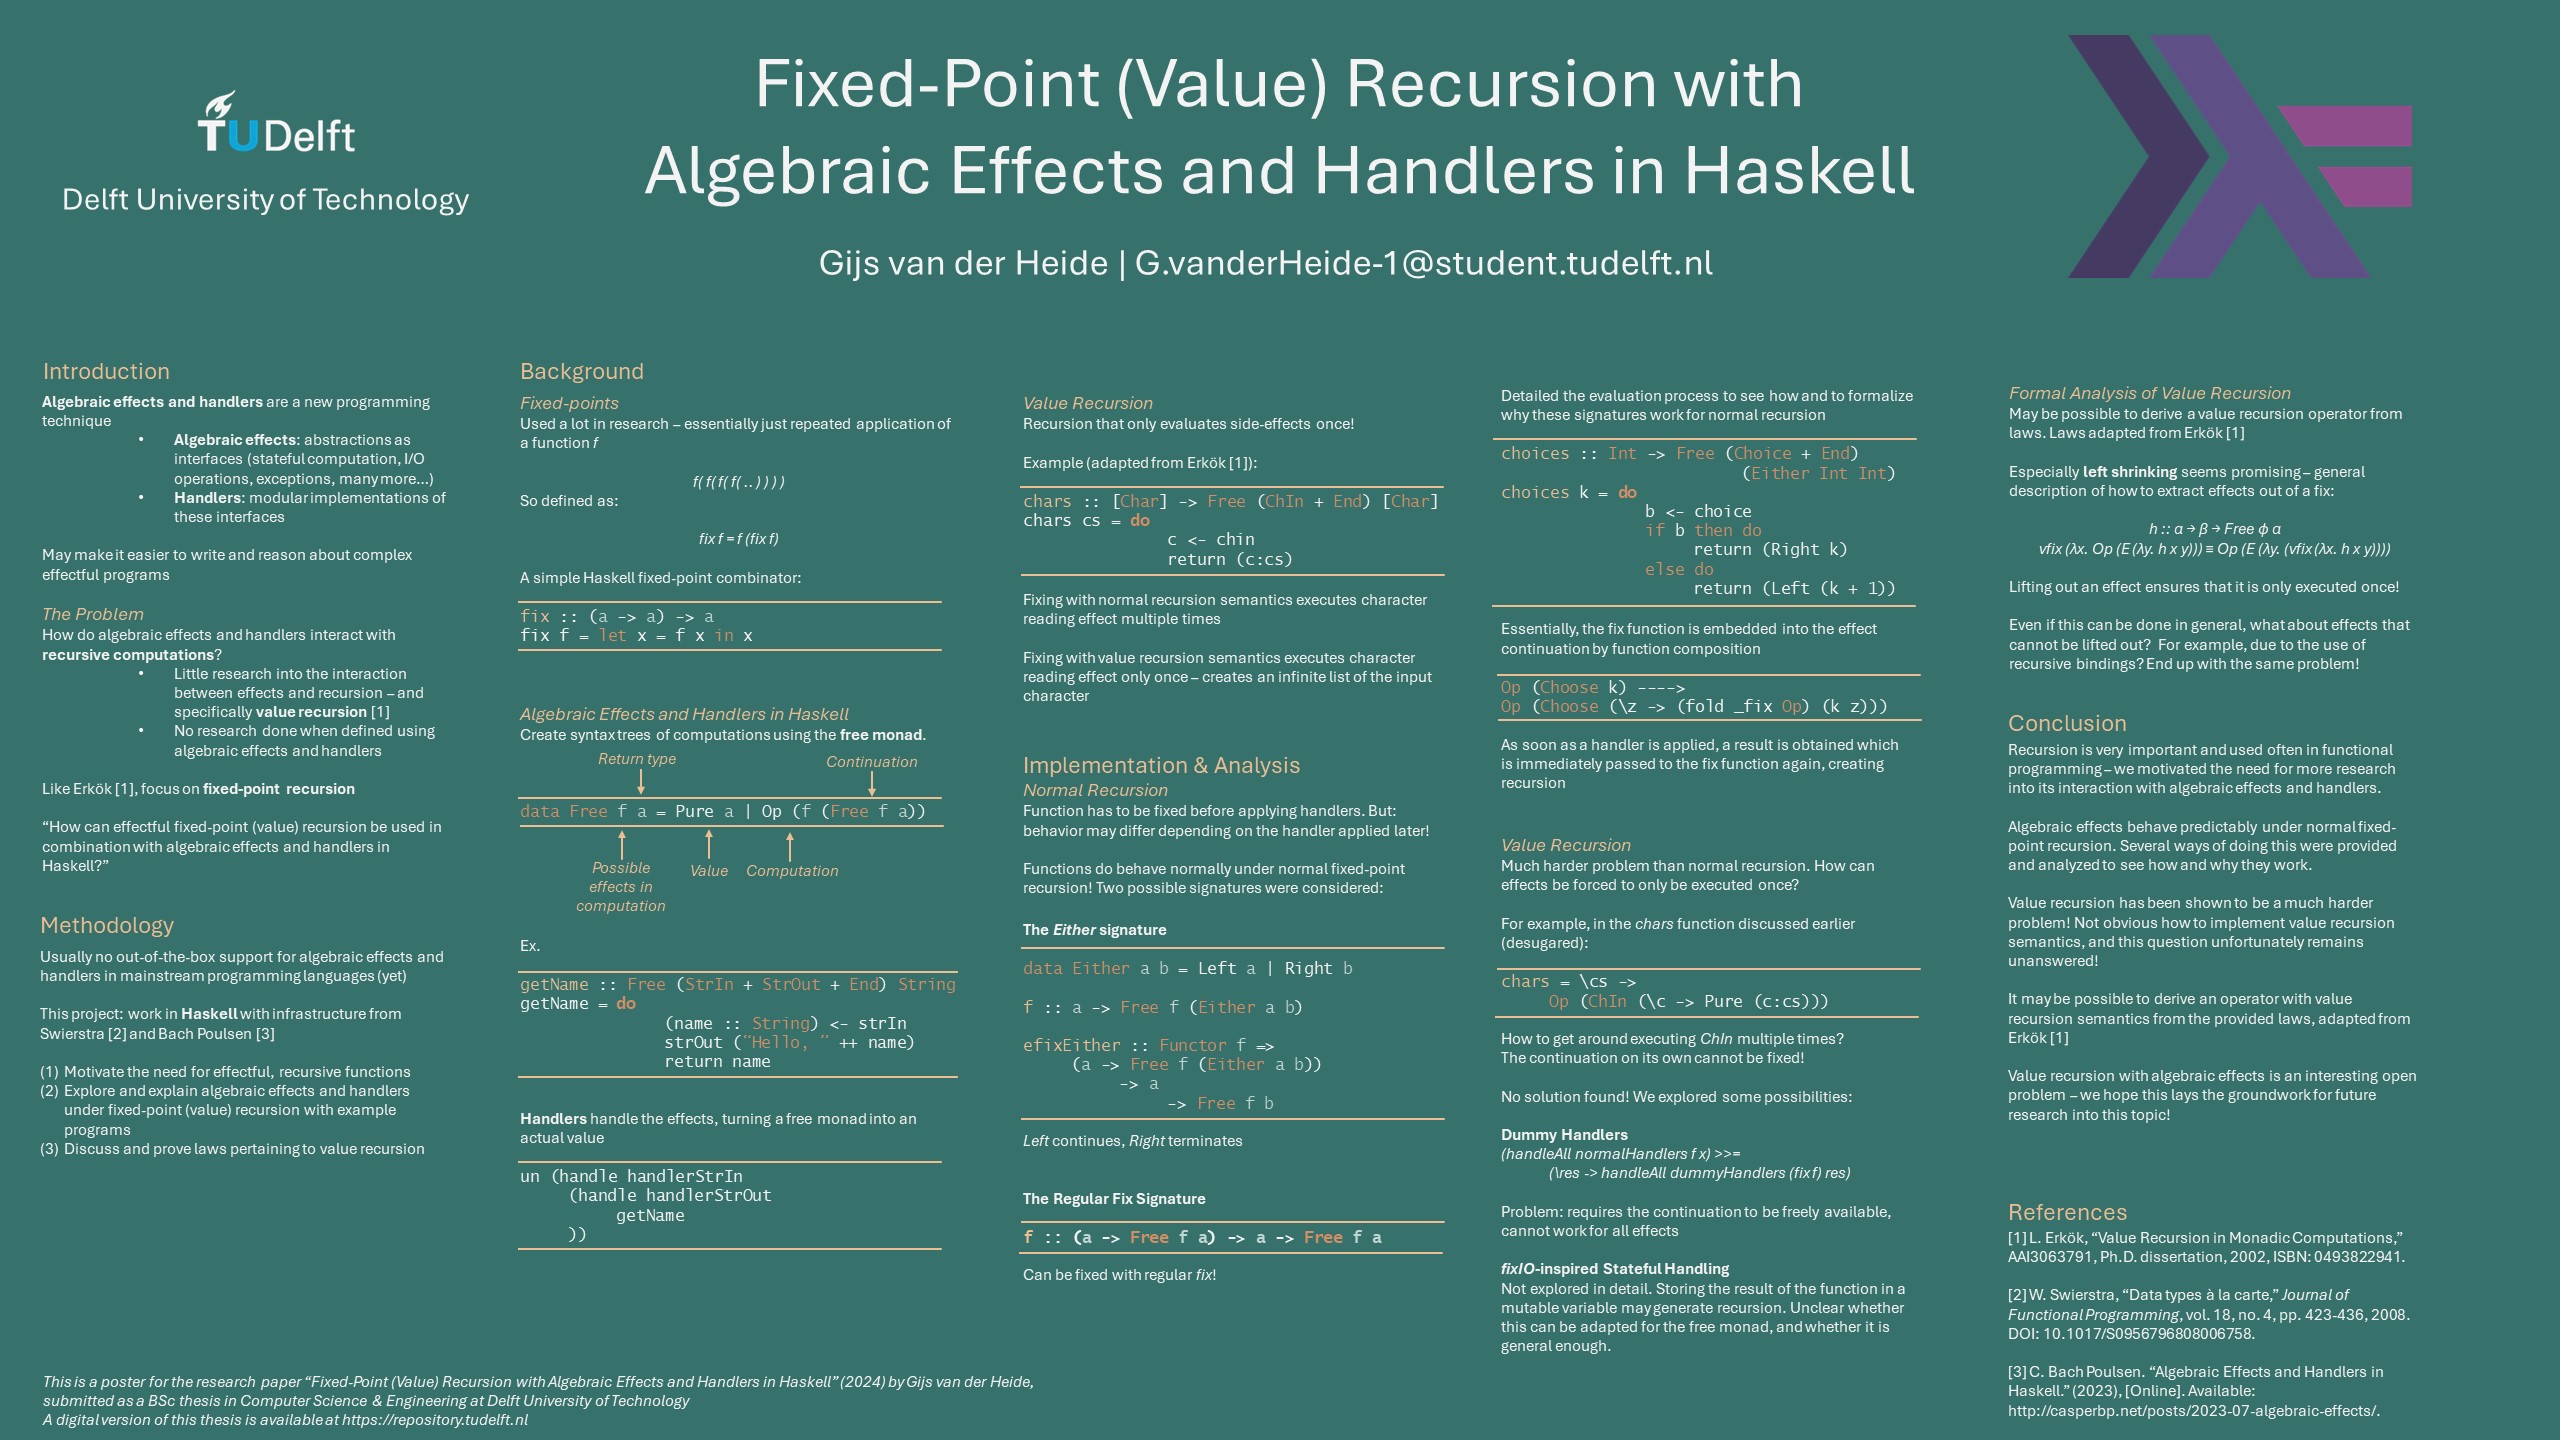 TUDelft
Delft University of Technology
Fixed-Point (Value) Recursion with
Algebraic Effects and Handlers in Haskell
Gijs van der Heide | G.vanderHeide-1@student.tudelft.nl
Introduction
Algebraic effects and handlers are a new programming
technique
• Algebraic effects: abstractions as
interfaces (stateful computation, I/O
operations, exceptions, many more...)
• Handlers: modular implementations of
these interfaces
May make it easier to write and reason about complex
effectful programs
The Problem
How do algebraic effects and handlers interact with
recursive computations?
• Little research into the interaction
between effects and recursion – and
specifically value recursion [1]
• No research done when defined using
algebraic effects and handlers
Like Erkök [1], focus on fixed-point recursion
“How can effectful fixed-point (value) recursion be used in
combination with algebraic effects and handlers in
Haskell?”
Methodology
Usually no out-of-the-box support for algebraic effects and
handlers in mainstream programming languages (yet)
This project: work in Haskell with infrastructure from
Swierstra [2] and Bach Poulsen [3]
(1) Motivate the need for effectful, recursive functions
(2) Explore and explain algebraic effects and handlers
under fixed-point (value) recursion with example
programs
(3) Discuss and prove laws pertaining to value recursion
Background
Fixed-points
Used a lot in research – essentially just repeated application of
a function f
f( f( f( f( . . ) ) ) )
So defined as:
fix f = f (fix f)
A simple Haskell fixed-point combinator:
fix :: (a -> a) -> a
fix f = let x = f x in x
Algebraic Effects and Handlers in Haskell
Create syntax trees of computations using the free monad.
Return type
Continuation
data Free f a = Pure a | Op (f (Free f a))
Possible
effects in
computation
Value
Computation
Ex.
getName :: Free (StrIn + StrOut + End) String
getName = do
(name :: String) <- strIn
strOut (“Hello, ” ++ name)
return name
Handlers handle the effects, turning a free monad into an
actual value
un (handle handlerStrIn
(handle handlerStrOut
getName
))
Value Recursion
Recursion that only evaluates side-effects once!
Example (adapted from Erkök [1]):
chars :: [Char] -> Free (ChIn + End) [Char]
chars cs = do
c <- chin
return (c:cs)
Fixing with normal recursion semantics executes character
reading effect multiple times
Fixing with value recursion semantics executes character
reading effect only once – creates an infinite list of the input
character
Implementation & Analysis
Normal Recursion
Function has to be fixed before applying handlers. But:
behavior may differ depending on the handler applied later!
Functions do behave normally under normal fixed-point
recursion! Two possible signatures were considered:
The Either signature
data Either a b = Left a | Right b
f :: a -> Free f (Either a b)
efixEither :: Functor f =>
(a -> Free f (Either a b))
-> a
-> Free f b
Left continues, Right terminates
The Regular Fix Signature
f :: (a -> Free f a) -> a -> Free f a
Can be fixed with regular fix!
Detailed the evaluation process to see how and to formalize
why these signatures work for normal recursion
choices :: Int -> Free (Choice + End)
(Either Int Int)
choices k = do
b <- choice
if b then do
return (Right k)
else do
return (Left (k + 1))
Essentially, the fix function is embedded into the effect
continuation by function composition
Op (Choose k) ---->
Op (Choose (\z -> (fold _fix Op) (k z)))
As soon as a handler is applied, a result is obtained which
is immediately passed to the fix function again, creating
recursion
Value Recursion
Much harder problem than normal recursion. How can
effects be forced to only be executed once?
For example, in the chars function discussed earlier
(desugared):
chars = \cs ->
Op (ChIn (\c -> Pure (c:cs)))
How to get around executing ChIn multiple times?
The continuation on its own cannot be fixed!
No solution found! We explored some possibilities:
Dummy Handlers
(handleAll normalHandlers f x) >>=
(\res -> handleAll dummyHandlers (fix f) res)
Problem: requires the continuation to be freely available,
cannot work for all effects
fixIO-inspired Stateful Handling
Not explored in detail. Storing the result of the function in a
mutable variable may generate recursion. Unclear whether
this can be adapted for the free monad, and whether it is
general enough.
Formal Analysis of Value Recursion
May be possible to derive a value recursion operator from
laws. Laws adapted from Erkök [1]
Especially left shrinking seems promising – general
description of how to extract effects out of a fix:
h :: α → β → Free ϕ α
vfix (λx. Op (E (λy. h x y))) ≡ Op (E (λy. (vfix (λx. h x y))))
Lifting out an effect ensures that it is only executed once!
Even if this can be done in general, what about effects that
cannot be lifted out? For example, due to the use of
recursive bindings? End up with the same problem!
Conclusion
Recursion is very important and used often in functional
programming – we motivated the need for more research
into its interaction with algebraic effects and handlers.
Algebraic effects behave predictably under normal fixed-
point recursion. Several ways of doing this were provided
and analyzed to see how and why they work.
Value recursion has been shown to be a much harder
problem! Not obvious how to implement value recursion
semantics, and this question unfortunately remains
unanswered!
It may be possible to derive an operator with value
recursion semantics from the provided laws, adapted from
Erkök [1]
Value recursion with algebraic effects is an interesting open
problem – we hope this lays the groundwork for future
research into this topic!
References
[1] L. Erkök, “Value Recursion in Monadic Computations,”
AAI3063791, Ph.D. dissertation, 2002, ISBN: 0493822941.
[2] W. Swierstra, “Data types à la carte,” Journal of
Functional Programming, vol. 18, no. 4, pp. 423-436, 2008.
DOI: 10.1017/S0956796808006758.
[3] C. Bach Poulsen. “Algebraic Effects and Handlers in
Haskell.” (2023), [Online]. Available:
http://casperbp.net/posts/2023-07-algebraic-effects/.
This is a poster for the research paper “Fixed-Point (Value) Recursion with Algebraic Effects and Handlers in Haskell” (2024) by Gijs van der Heide,
submitted as a BSc thesis in Computer Science & Engineering at Delft University of Technology
A digital version of this thesis is available at https://repository.tudelft.nl